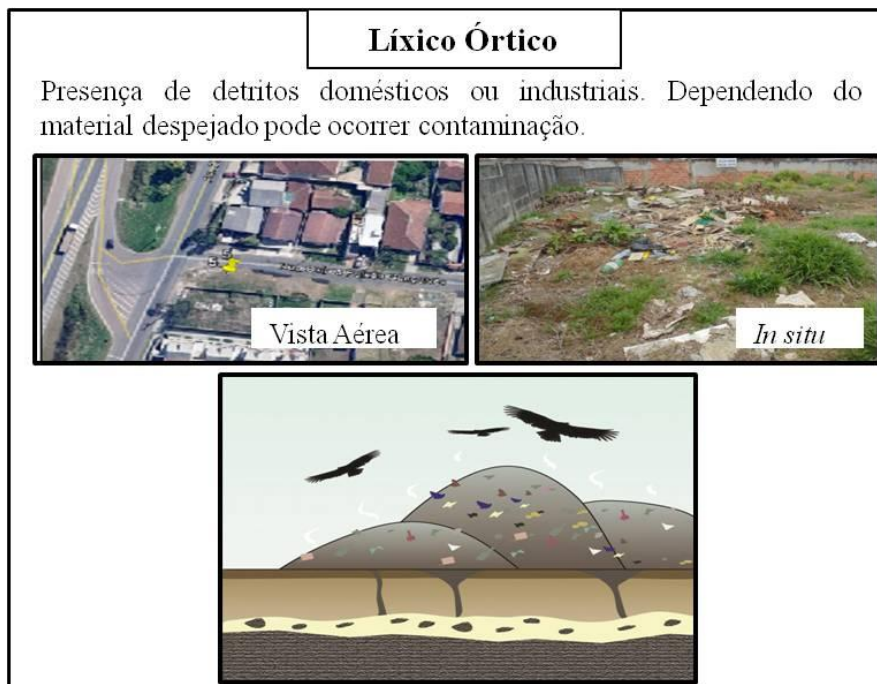 Líxico Órtico
Presença de detritos domésticos ou industriais. Dependendo do
material despejado pode ocorrer contaminação.
Vista Aérea
In situ